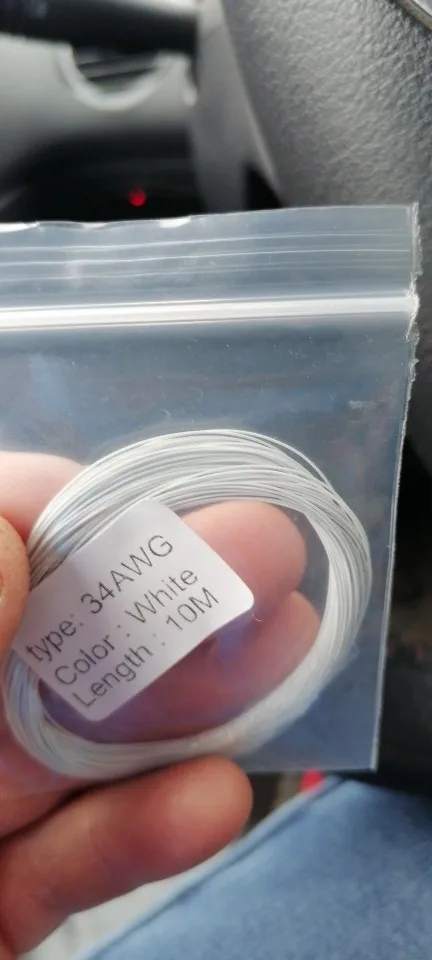 type: 34AWG
Color : White
Length : 10M